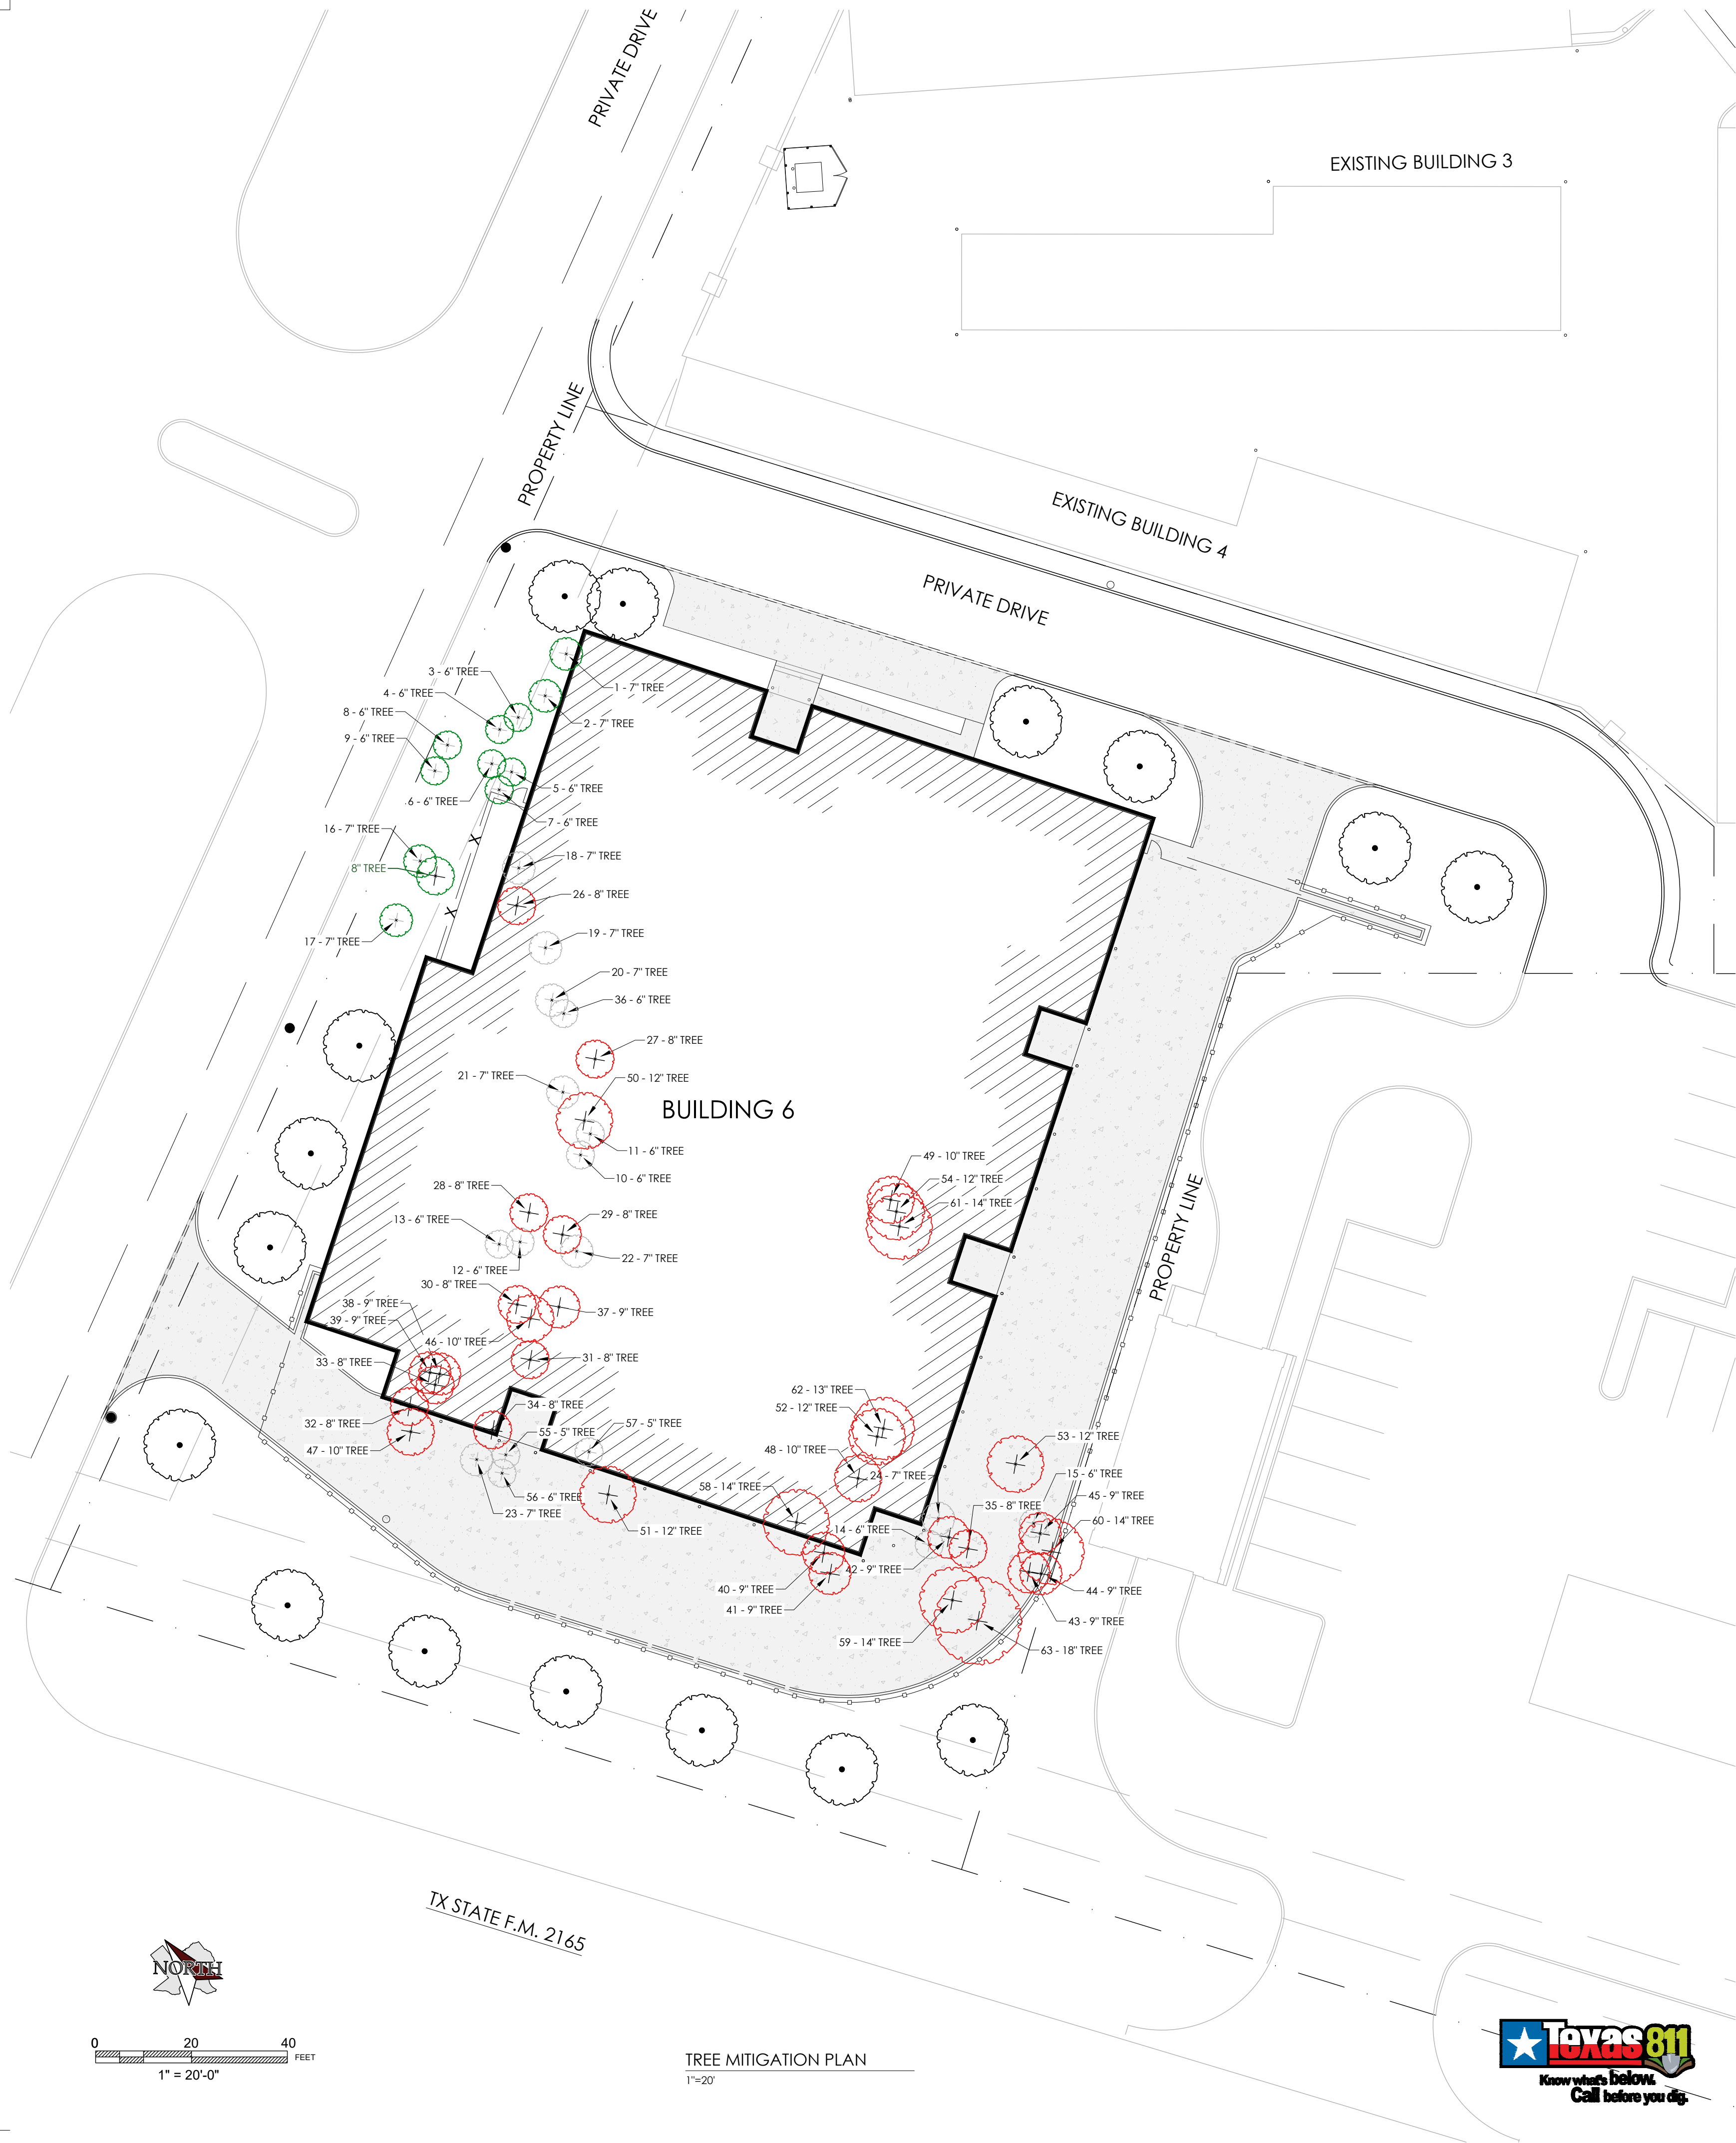 PRIVATE DRIVE
EXISTING BUILDING 3
PROPERTY LINE
EXISTING BUILDING 4
PRIVATE DRIVE
3 - 6" TREE
1 - 7" TREE
4 - 6" TREE
8 - 6" TREE
2 - 7" TREE
9 - 6" TREE
5 - 6" TREE
6 - 6" TREE
7 - 6" TREE
16 - 7" TREE
X
18 - 7" TREE
8" TREE
26 - 8" TREE
X
19 - 7" TREE
17 - 7" TREE
20 - 7" TREE
36 - 6" TREE
27 - 8" TREE
21 - 7" TREE
50 - 12" TREE
BUILDING 6
11 - 6" TREE
49 - 10" TREE
10 - 6" TREE
54 - 12" TREE
28 - 8" TREE
61 - 14" TREE
29 - 8" TREE
13 - 6" TREE
PROPERTY LINE
22 - 7" TREE
12 - 6" TREE
30 - 8" TREE
38 - 9" TREE
37 - 9" TREE
39 - 9" TREE
46 - 10" TREE
33 - 8" TREE
31 - 8" TREE
62 - 13" TREE
34 - 8" TREE
52 - 12" TREE
32 - 8" TREE
57 - 5" TREE
55 - 5" TREE
53 - 12" TREE
47 - 10" TREE
48 - 10" TREE
24 - 7" TREE
15 - 6" TREE
58 - 14" TREE
45 - 9" TREE
56 - 6" TREE
35 - 8" TREE
23 - 7" TREE
60 - 14" TREE
51 - 12" TREE
14 - 6" TREE
42 - 9" TREE
40 - 9" TREE
44 - 9" TREE
41 - 9" TREE
43 - 9" TREE
59 - 14" TREE
63 - 18" TREE
TX STATE F.M. 2165
NORTH
0 20 40
FEET
1" = 20'-0"
TREE MITIGATION PLAN
1"=20'
Texas811
Know what's below.
Call before you dig.